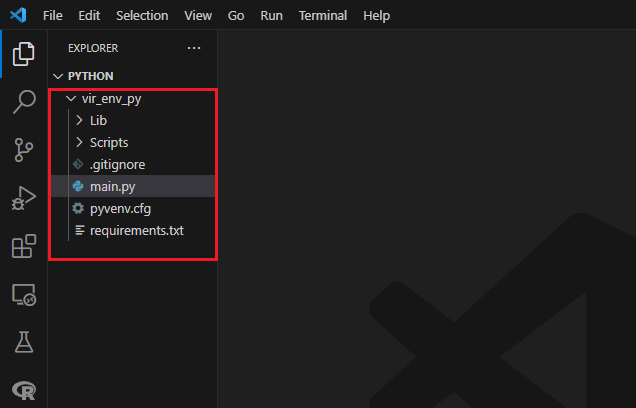 File Edit Selection View Go Run Terminal Help
EXPLORER ...
PYTHON
vir_env_py
Lib
Scripts
.gitignore
main.py
pyvenv.cfg
requirements.txt
R